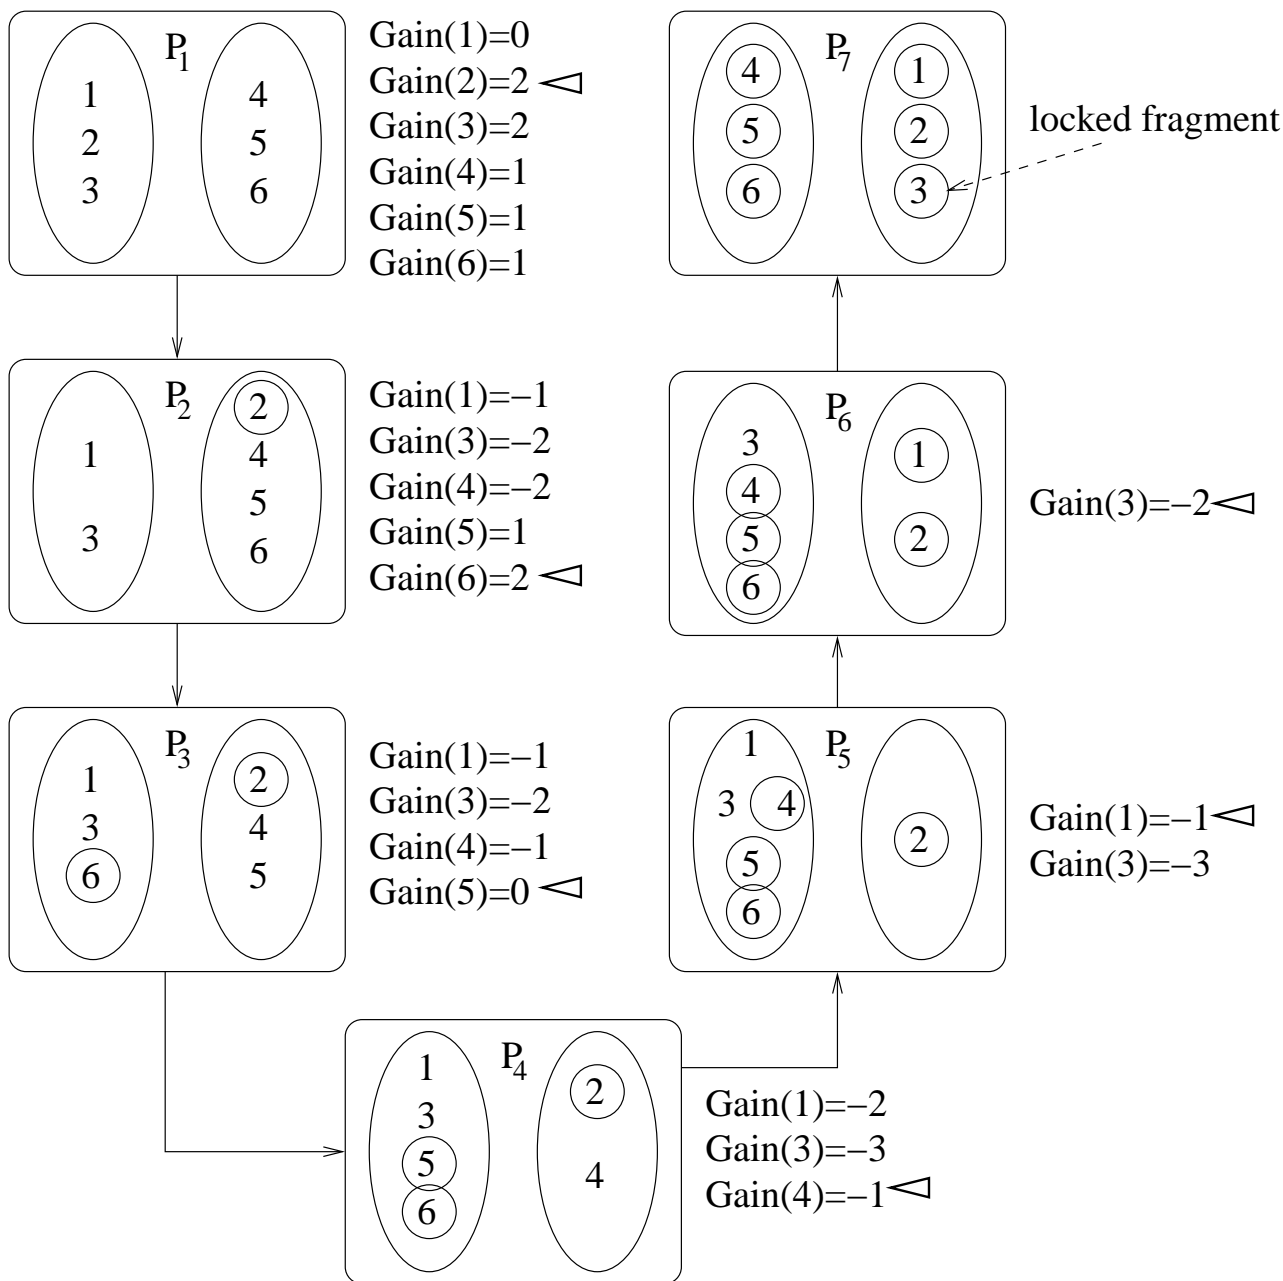 P1
1
2
3
4
5
6
Gain(1)=0
Gain(2)=2
Gain(3)=2
Gain(4)=1
Gain(5)=1
Gain(6)=1
P2
1
3
2
4
5
6
Gain(1)=−1
Gain(3)=−2
Gain(4)=−2
Gain(5)=1
Gain(6)=2
P3
1
3
6
2
4
5
Gain(1)=−1
Gain(3)=−2
Gain(4)=−1
Gain(5)=0
P4
1
3
5
6
2
4
Gain(1)=−2
Gain(3)=−3
Gain(4)=−1
P5
1
3 4
5
6
2
Gain(1)=−1
Gain(3)=−3
P6
3
4
5
6
1
2
Gain(3)=−2
P7
4
5
6
1
2
3
locked fragment